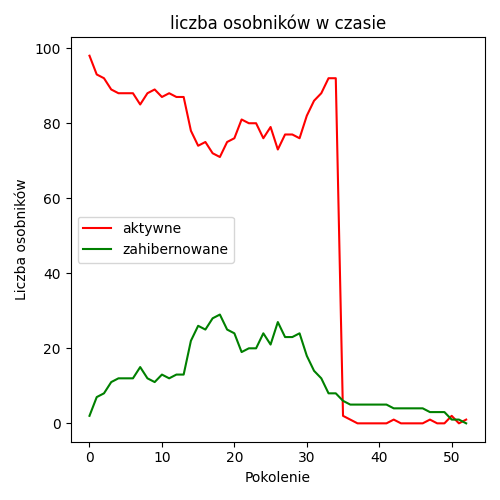 liczba osobników w czasie
100
80
60
40
20
0
Liczba osobników
aktywne
zahibernowane
0 10 20 30 40 50
Pokolenie